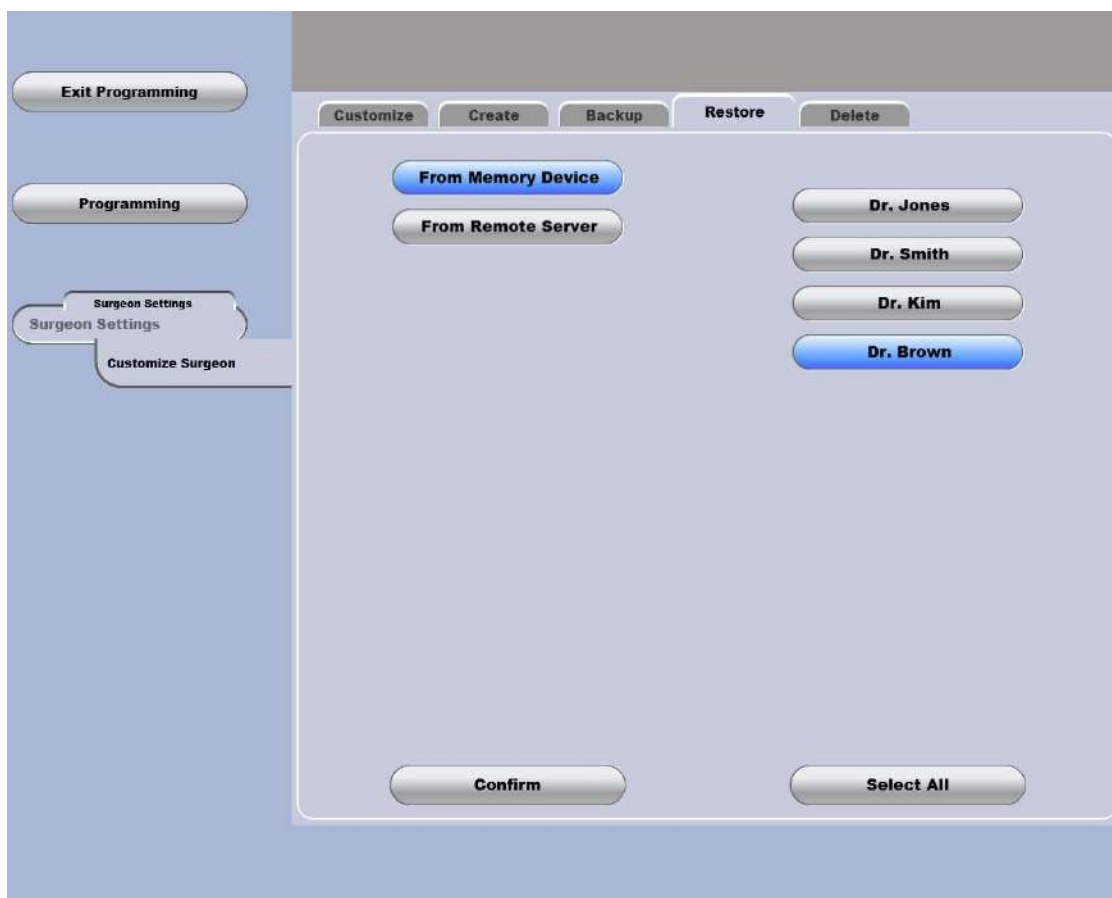 Exit Programming
Programming
Surgeon Settings
Surgeon Settings
Customize Surgeon
Customize Create Backup Restore Delete
From Memory Device
From Remote Server
Dr. Jones
Dr. Smith
Dr. Kim
Dr. Brown
Confirm
Select All